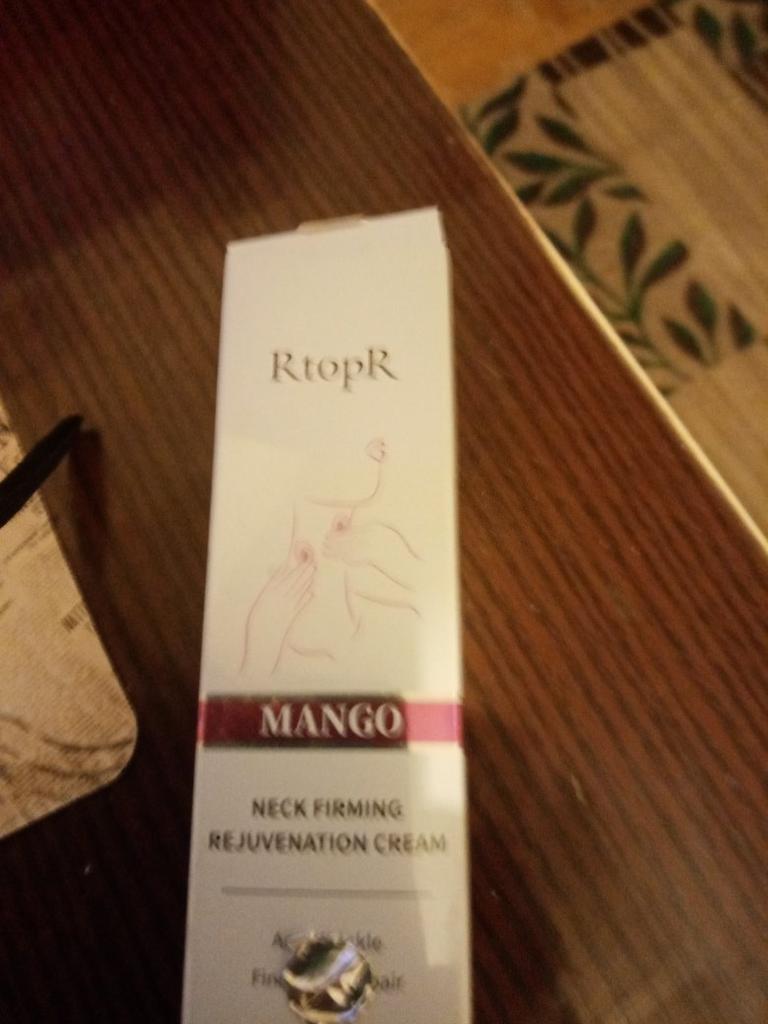 RtopR
MANGO
NECK FIRMING
REJUVENATION CREAM